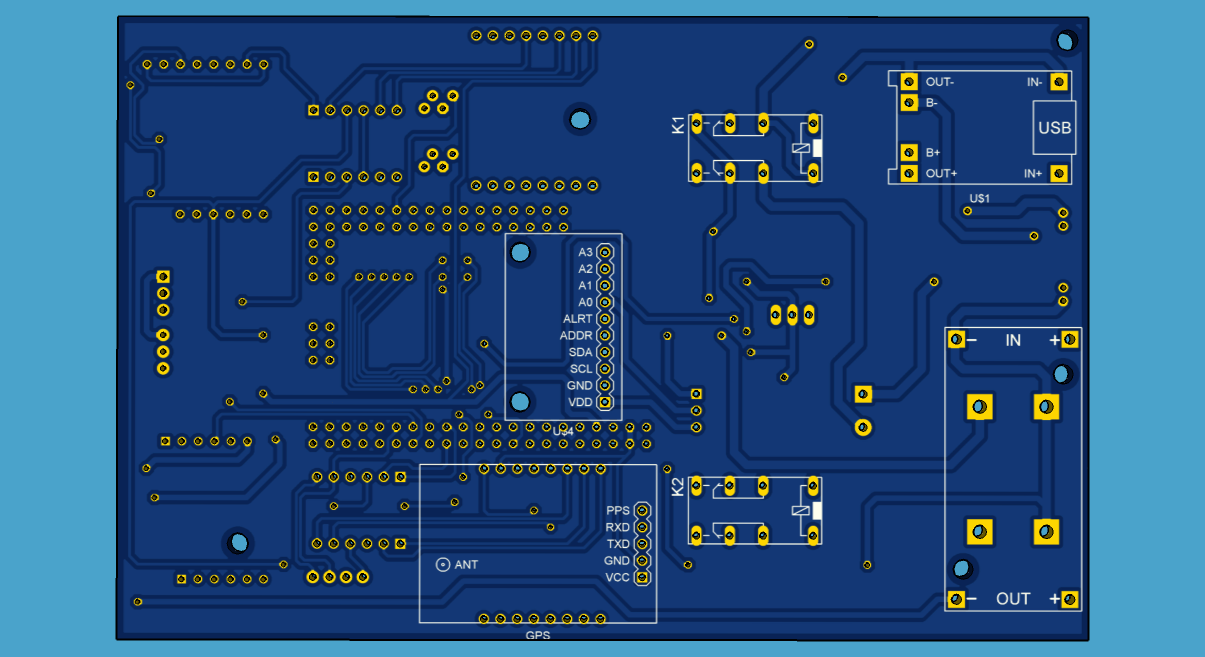 OUT- IN-
B-
K1
USB
B+
OUT+ IN+
U$1
A3
A2
A1
A0
ALRT
ADDR
SDA
SCL
GND
VDD
U$4
− IN +
K2
PPS
RXD
TXD
GND
VCC
ANT
GPS
− OUT +